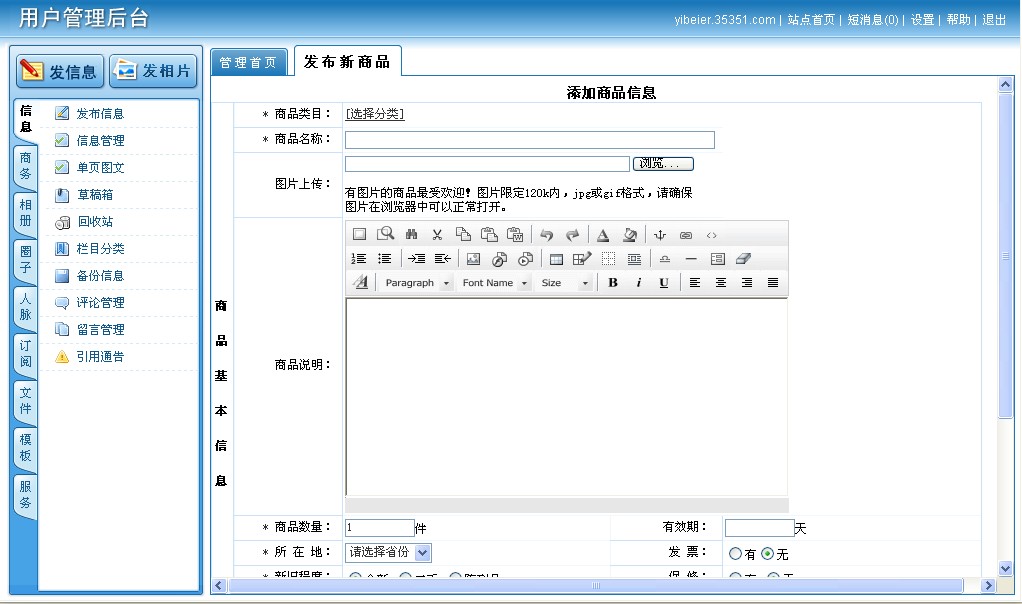 用户管理后台
yibeier.35351.com | 站点首页 | 短消息(0) | 设置 | 帮助 | 退出
发信息 发相片
管理首页 发布新商品
信息
商务
相册
圈子
人脉
订阅
文件
模板
服务
发布信息
信息管理
单页图文
草稿箱
回收站
栏目分类
备份信息
评论管理
留言管理
引用通告
添加商品信息
商品基本信息
* 商品类目： [选择分类]
* 商品名称：
图片上传： 浏览...
有图片的商品最受欢迎！图片限定120k内，jpg或gif格式，请确保
图片在浏览器中可以正常打开。
Paragraph Font Name Size B i U
商品说明：
* 商品数量： 1 件 有效期： 天
* 所 在 地： 请选择省份 发 票： 有 无
* 新旧程度： 全新 二手 保 修： 有 无